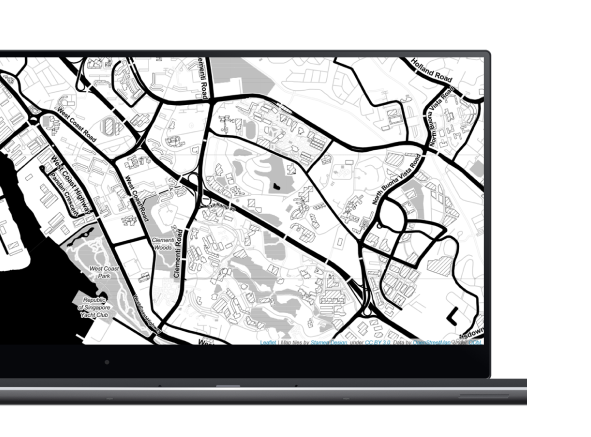 Clementi Road
Holland Road
North Buona Vista Road
West Coast Road
West Coast Highway
West Coast Road
North Buona Vista Road
Clementi Woods
Clementi Road
West Coast
Park
Republic
of Singapore
Yacht Club
West
Leaflet | Map tiles by Stamen Design, under CC BY 3.0. Data by OpenStreetMap